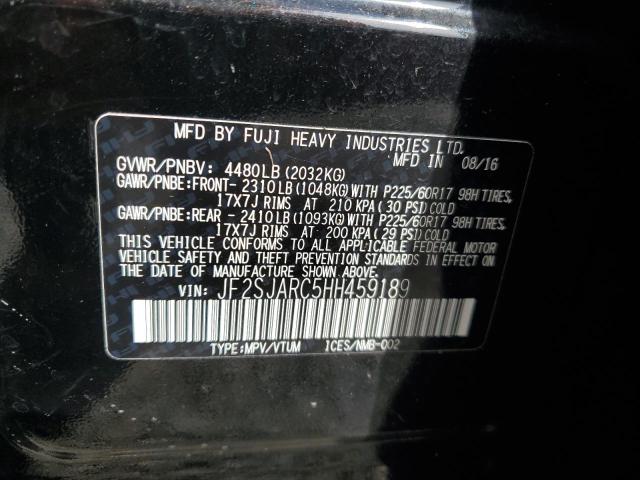 MFD BY FUJI HEAVY INDUSTRIES LTD.
MFD IN 08/16
GVWR/PNBV: 4480LB (2032KG)
GAWR/PNBE:FRONT- 2310LB (1048KG) WITH P225/60R17 98H TIRES,
17X7J RIMS AT 210 KPA ( 30 PSI) COLD
GAWR/PNBE:REAR - 2410LB (1093KG) WITH P225/60R17 98H TIRES,
17X7J RIMS AT 200 KPA (29 PSI) COLD
THIS VEHICLE CONFORMS TO ALL APPLICABLE FEDERAL MOTOR
VEHICLE SAFETY AND THEFT PREVENTION STANDARDS IN EFFECT
ON THE DATE OF MANUFACTURE SHOWN ABOVE.
VIN: JF2SJARC5HH459189
TYPE:MPV/VTUM ICES/NMB-002